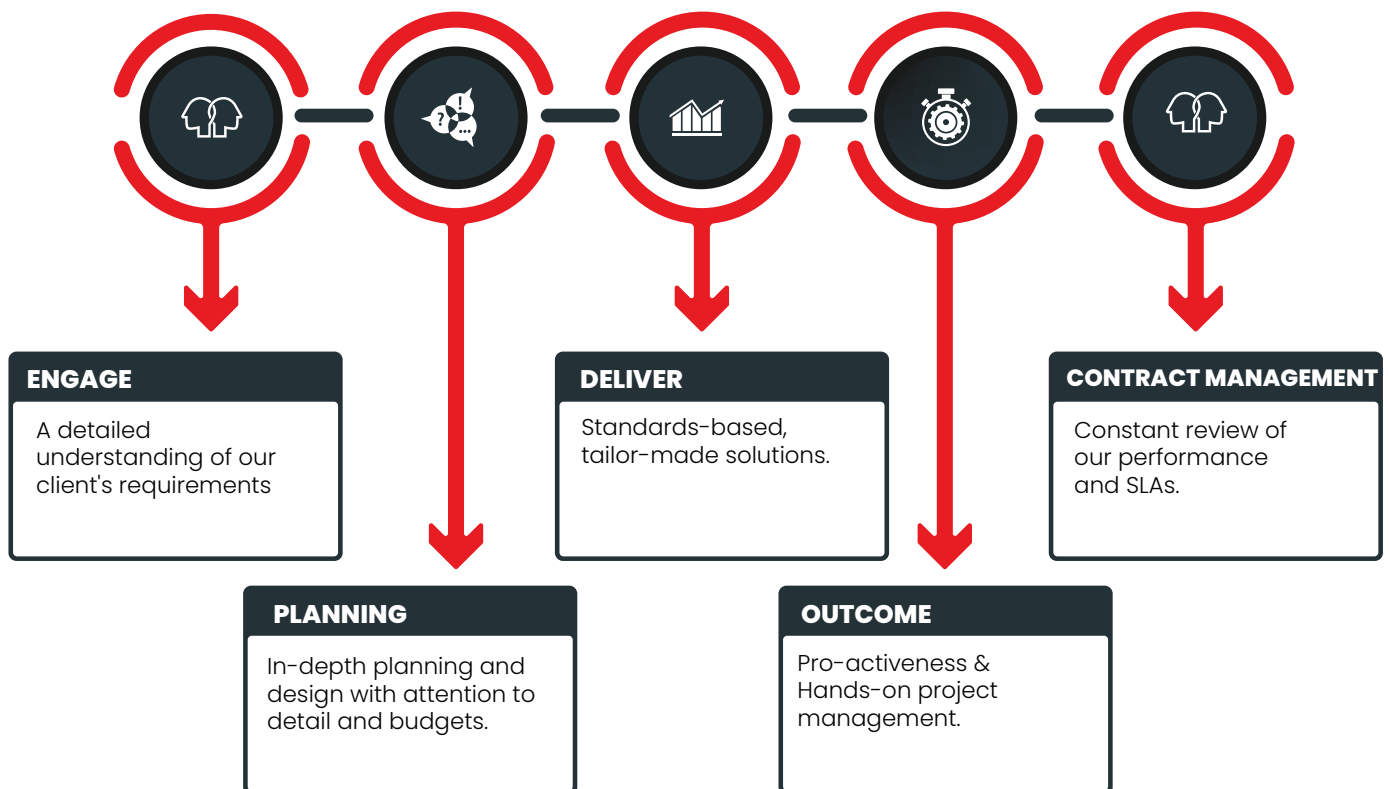 ENGAGE
A detailed
understanding of our
client's requirements
PLANNING
In-depth planning and
design with attention to
detail and budgets.
DELIVER
Standards-based,
tailor-made solutions.
OUTCOME
Pro-activeness &
Hands-on project
management.
CONTRACT MANAGEMENT
Constant review of
our performance
and SLAs.